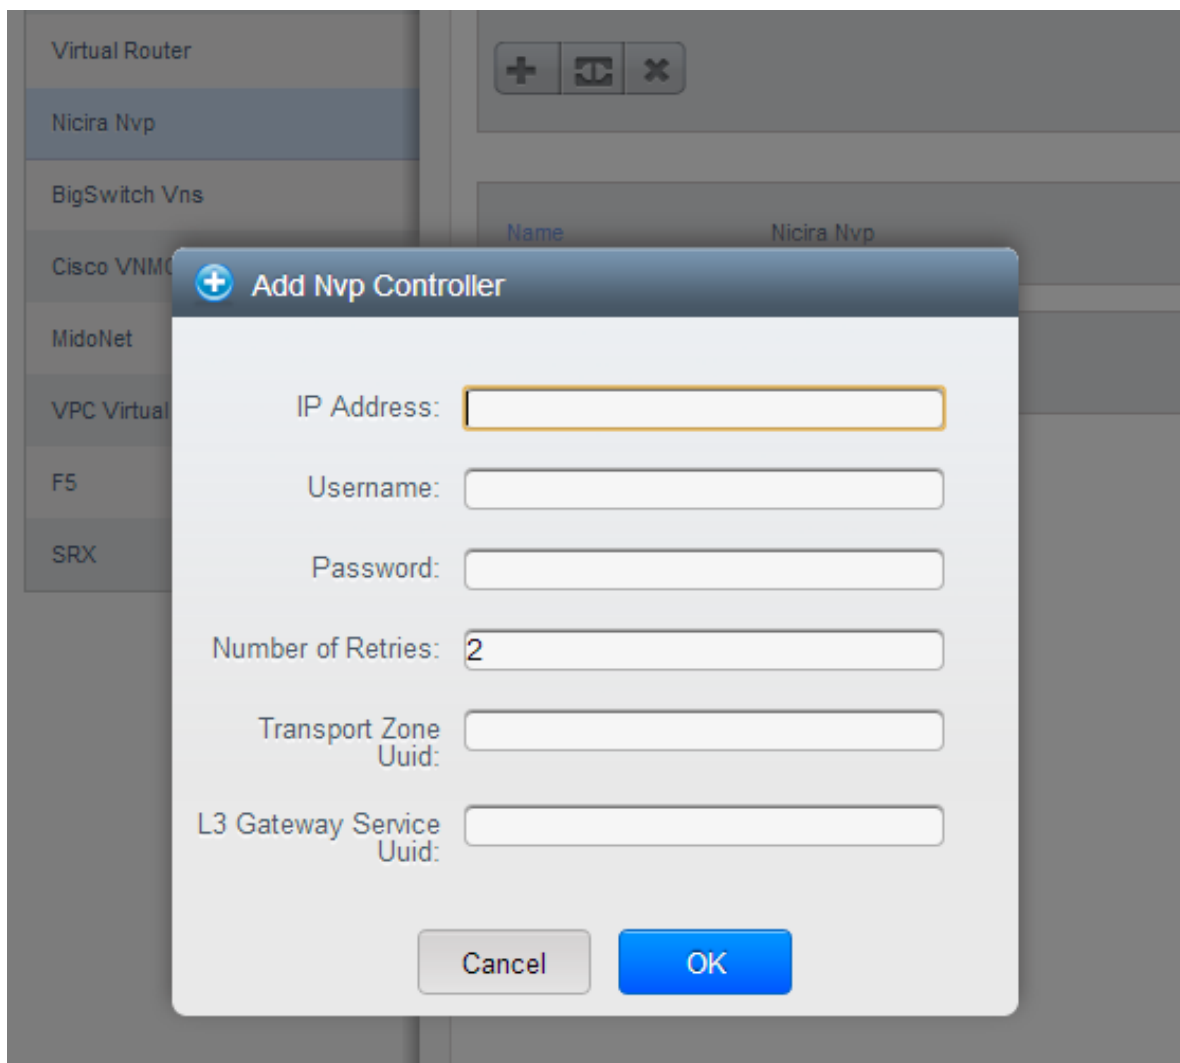 Virtual Router
Nicira Nvp
BigSwitch Vns
Cisco VNMC
MidoNet
VPC Virtual
F5
SRX
Name Nicira Nvp
Add Nvp Controller
IP Address:
Username:
Password:
Number of Retries: 2
Transport Zone
Uuid:
L3 Gateway Service
Uuid:
Cancel OK